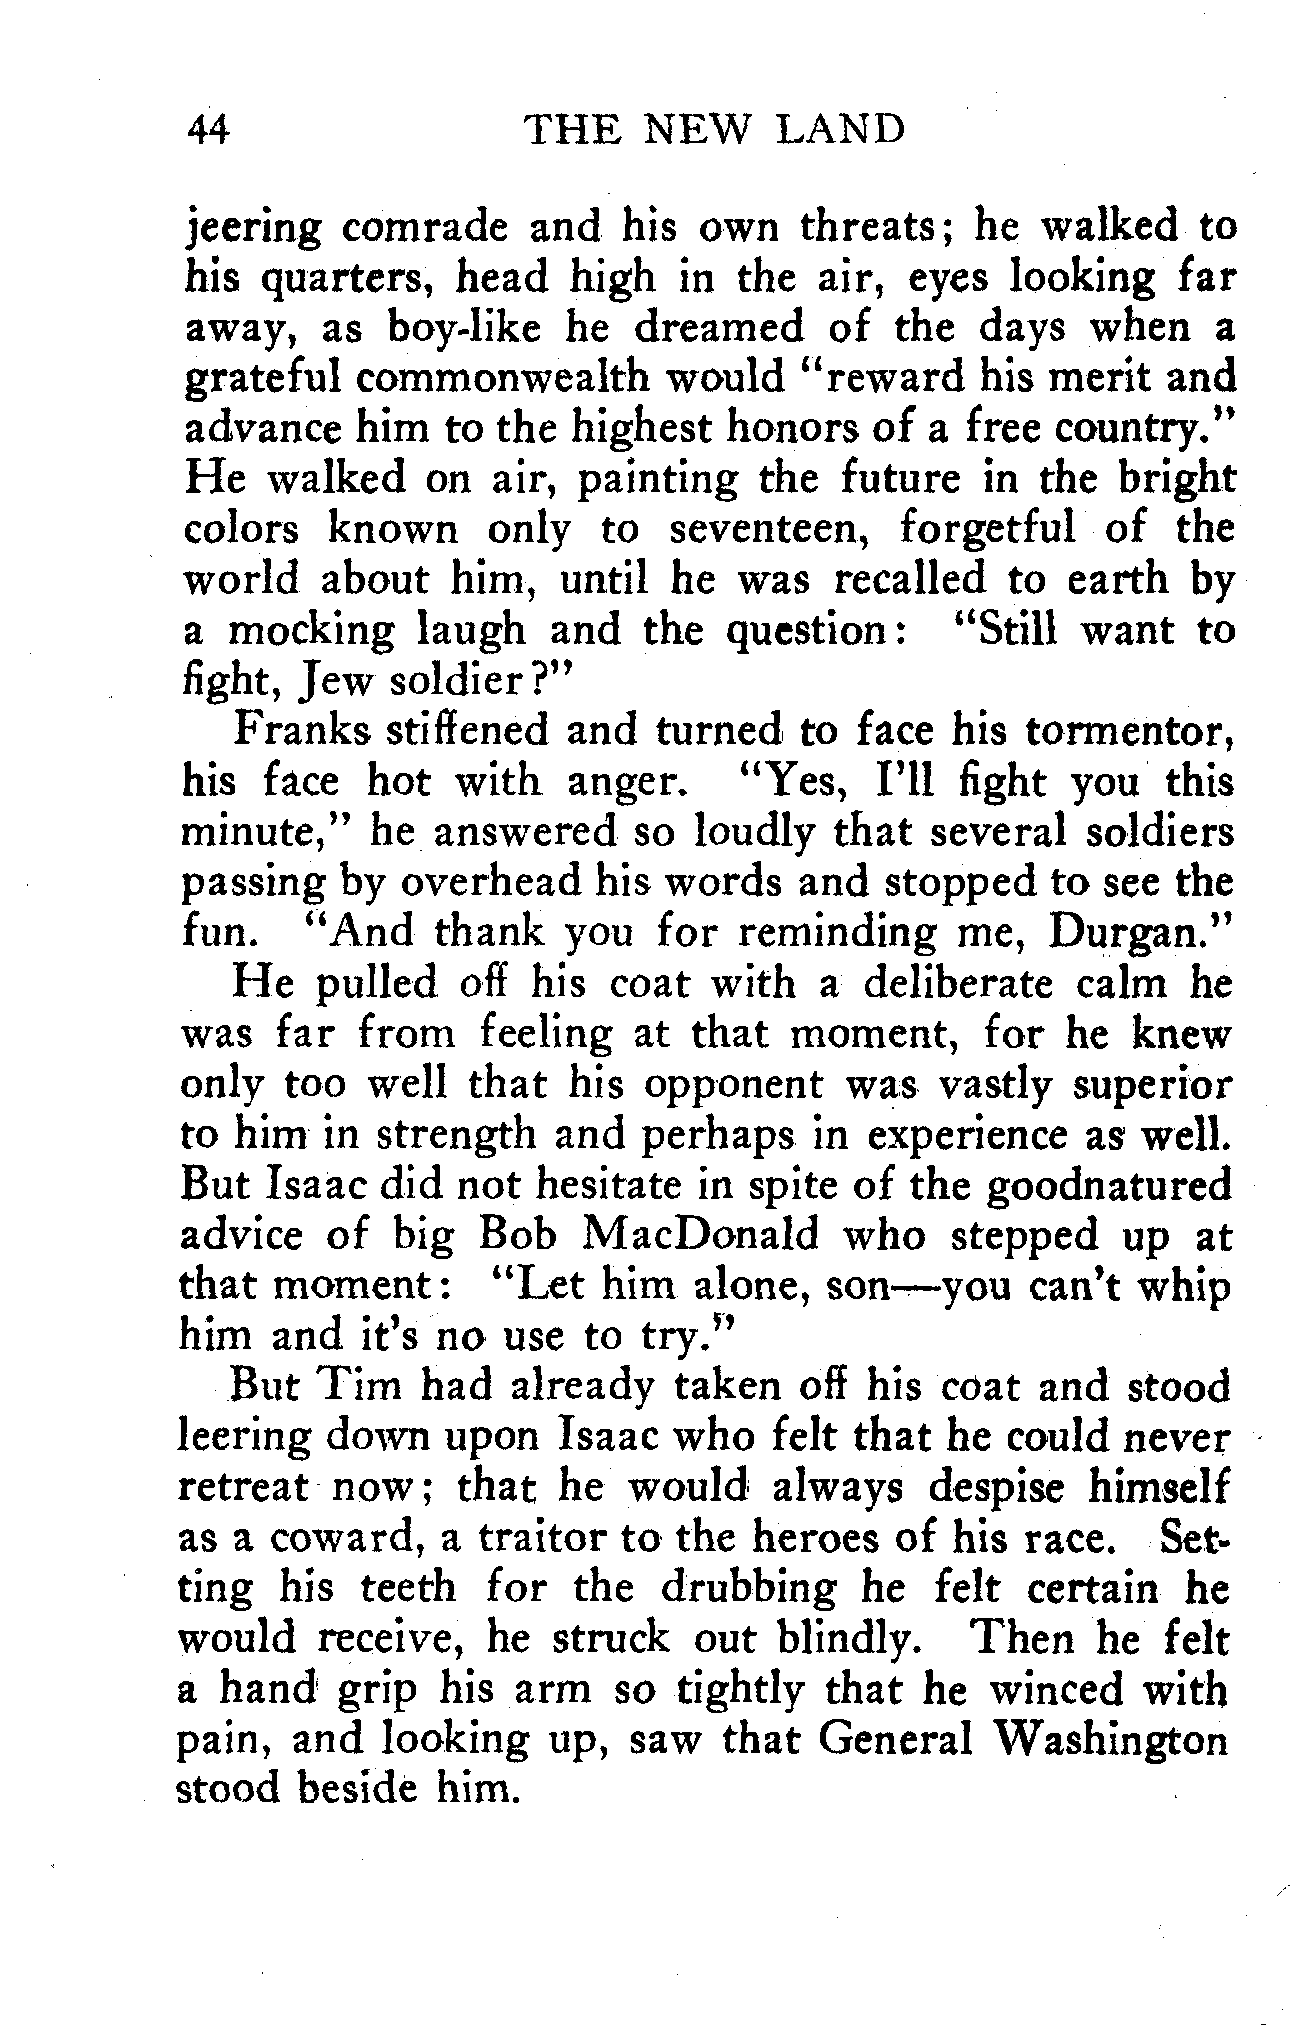 44 THE NEW LAND
jeering comrade and his own threats; he walked to
his quarters, head high in the air, eyes looking far
away, as boy-like he dreamed of the days when a
grateful commonwealth would "reward his merit and
advance him to the highest honors of a free country."
He walked on air, painting the future in the bright
colors known only to seventeen, forgetful of the
world about him, until he was recalled to earth by
a mocking laugh and the question: "Still want to
fight, Jew soldier?"
Franks stiffened and turned to face his tormentor,
his face hot with anger. "Yes, I'll fight you this
minute," he answered so loudly that several soldiers
passing by overhead his words and stopped to see the
fun. "And thank you for reminding me, Durgan."
He pulled off his coat with a deliberate calm he
was far from feeling at that moment, for he knew
only too well that his opponent was vastly superior
to him in strength and perhaps in experience as well.
But Isaac did not hesitate in spite of the goodnatured
advice of big Bob MacDonald who stepped up at
that moment: "Let him alone, son—you can't whip
him and it's no use to try."
But Tim had already taken off his coat and stood
leering down upon Isaac who felt that he could never
retreat now; that he would always despise himself
as a coward, a traitor to the heroes of his race. Set-
ting his teeth for the drubbing he felt certain he
would receive, he struck out blindly. Then he felt
a hand grip his arm so tightly that he winced with
pain, and looking up, saw that General Washington
stood beside him.